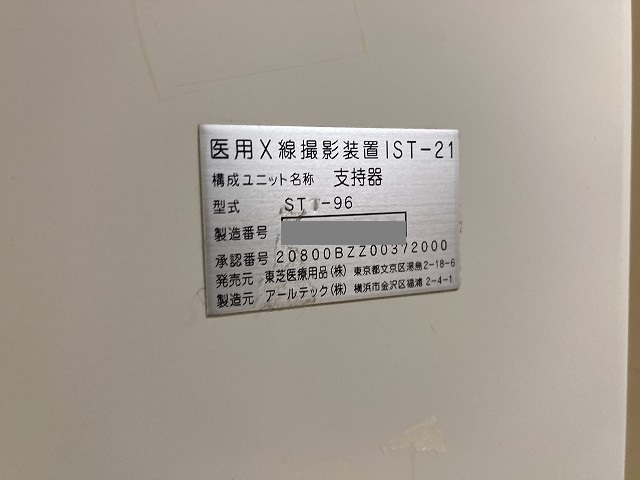 医用X線撮影装置IST-21
構成ユニット名称 支持器
型式
製造番号
承認番号 20800BZZ00372000
発売元 東芝医療用品(株) 東京都文京区湯島2-18-6
製造元 アールテック(株) 横浜市金沢区福浦2-4-1